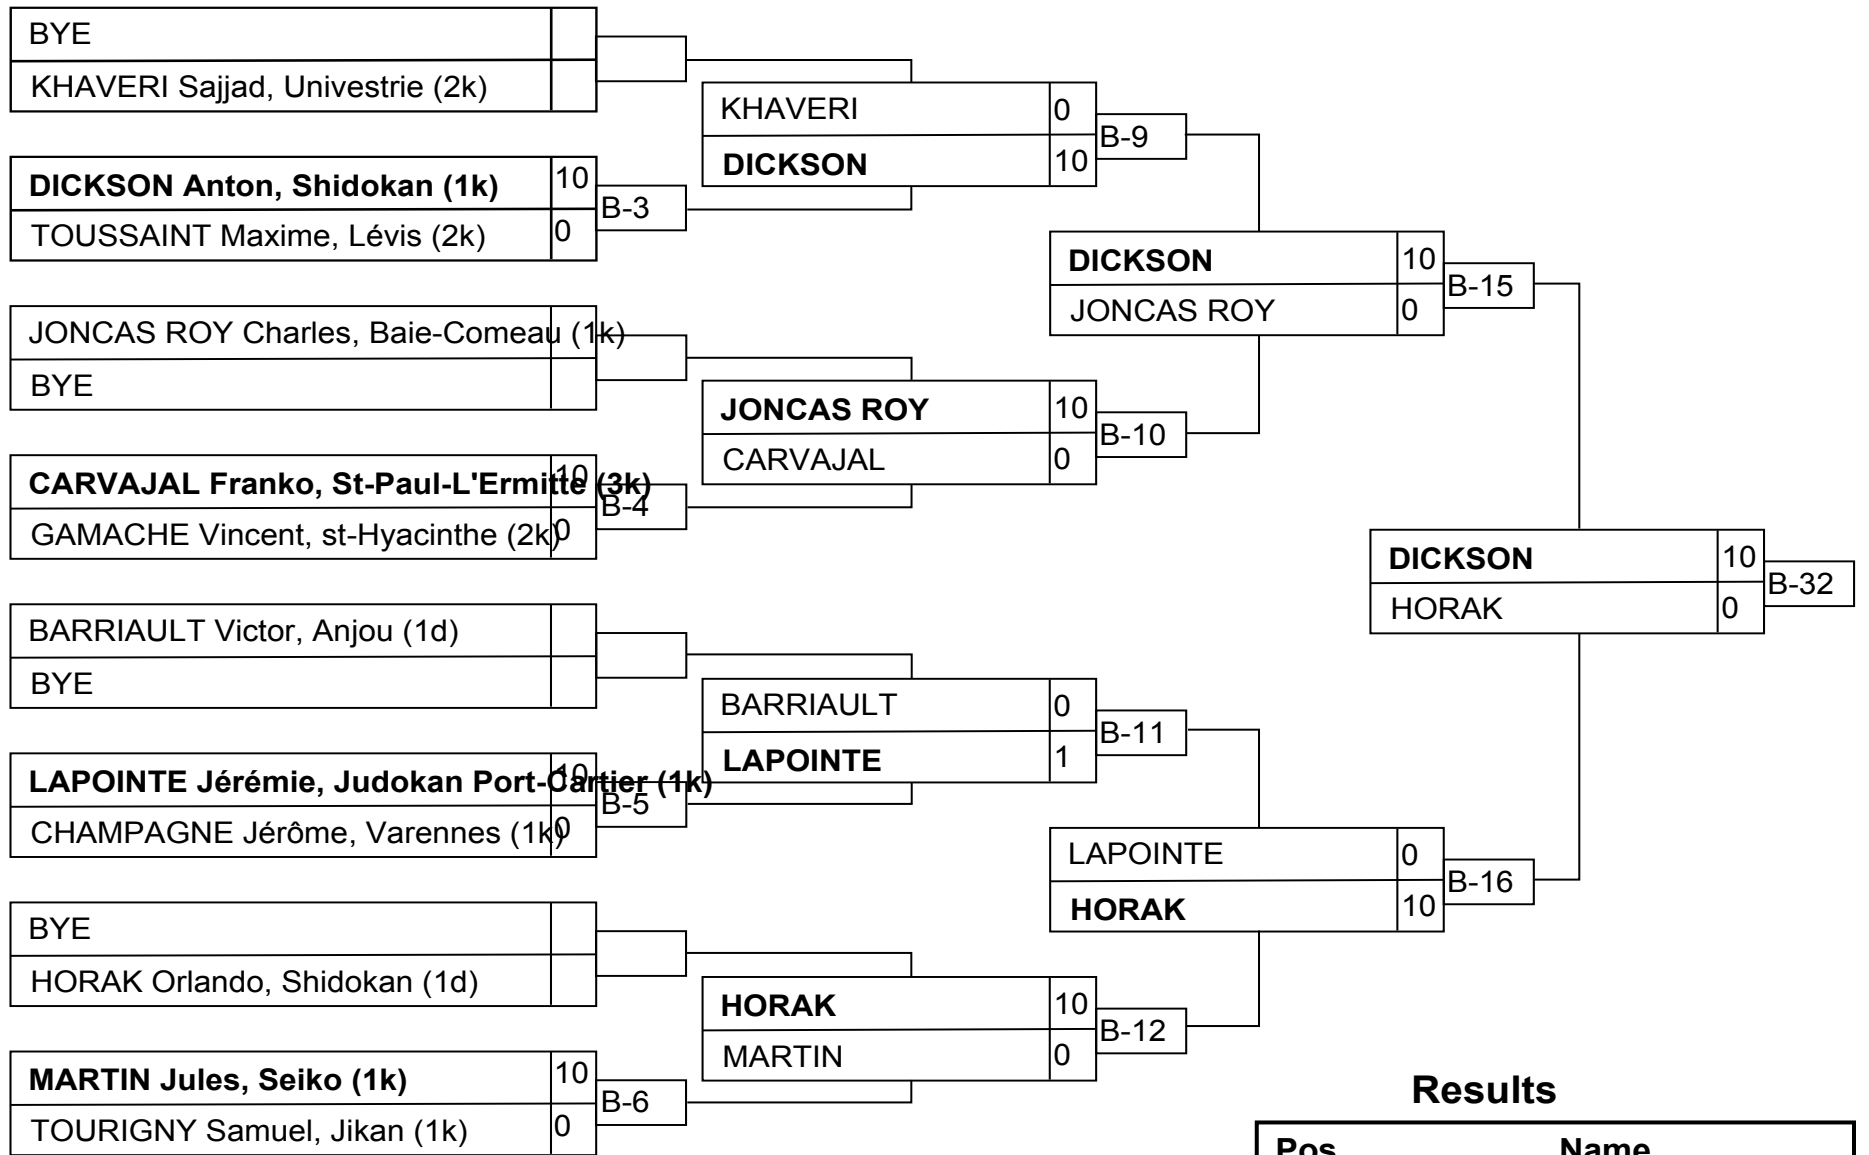 BYE
KHAVERI Sajjad, Univestrie (2k)
DICKSON Anton, Shidokan (1k) 10
TOUSSAINT Maxime, Lévis (2k) 0
B-3
JONCAS ROY Charles, Baie-Comeau (1k)
BYE
CARVAJAL Franko, St-Paul-L'Ermitte (3k) 10
GAMACHE Vincent, st-Hyacinthe (2k) 0
B-4
BARRIAULT Victor, Anjou (1d)
BYE
LAPOINTE Jérémie, Judokan Port-Cartier (1k) 10
CHAMPAGNE Jérôme, Varennes (1k) 0
B-5
BYE
HORAK Orlando, Shidokan (1d)
MARTIN Jules, Seiko (1k) 10
TOURIGNY Samuel, Jikan (1k) 0
B-6
KHAVERI 0
DICKSON 10
B-9
JONCAS ROY 10
CARVAJAL 0
B-10
BARRIAULT 0
LAPOINTE 1
B-11
HORAK 10
MARTIN 0
B-12
DICKSON 10
JONCAS ROY 0
B-15
LAPOINTE 0
HORAK 10
B-16
DICKSON 10
HORAK 0
B-32
Results
Pos Name